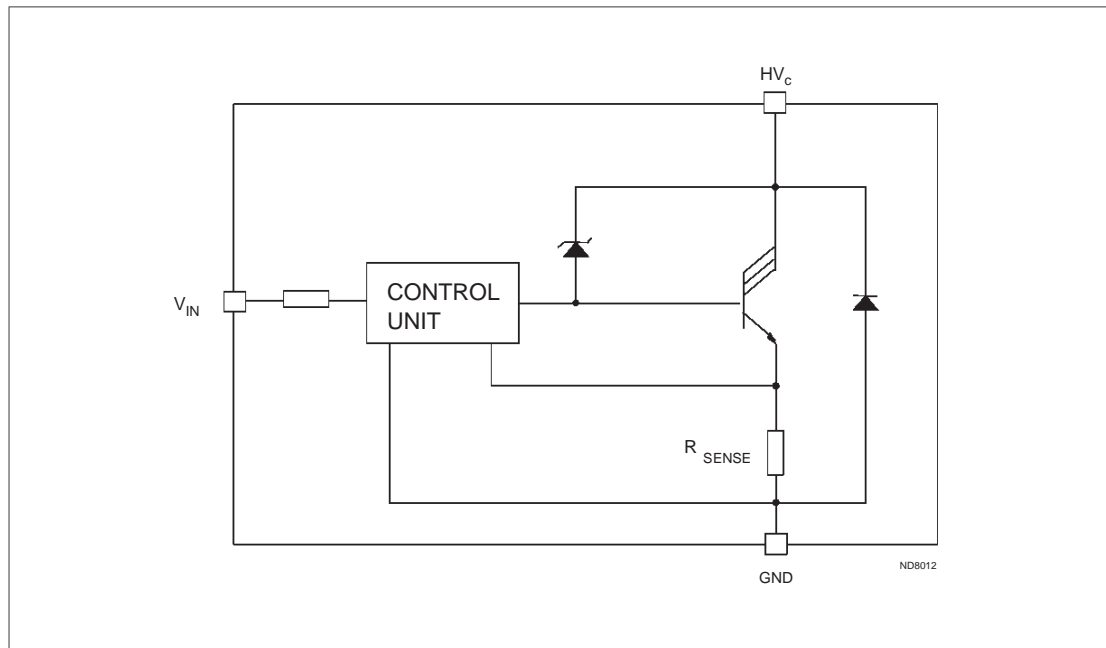 HVc
CONTROL
UNIT
VIN
R SENSE
ND8012
GND